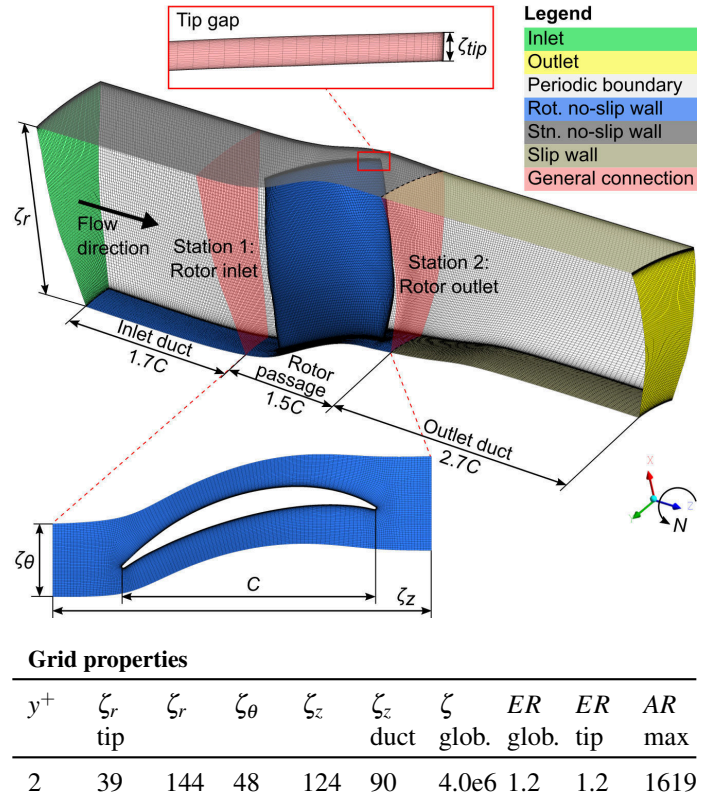 Tip gap
ζtip
Legend
Inlet
Outlet
Periodic boundary
Rot. no-slip wall
Stn. no-slip wall
Slip wall
General connection
ζr
Flow
direction
Station 1:
Rotor inlet
Station 2:
Rotor outlet
Inlet duct
1.7C
Rotor
passage
1.5C
Outlet duct
2.7C
X
Y
Z
N
ζθ
C
ζz
Grid properties
y+ ζr ζr ζθ ζz ζz ζ ER ER AR
tip duct glob. glob. tip max
2 39 144 48 124 90 4.0e6 1.2 1.2 1619